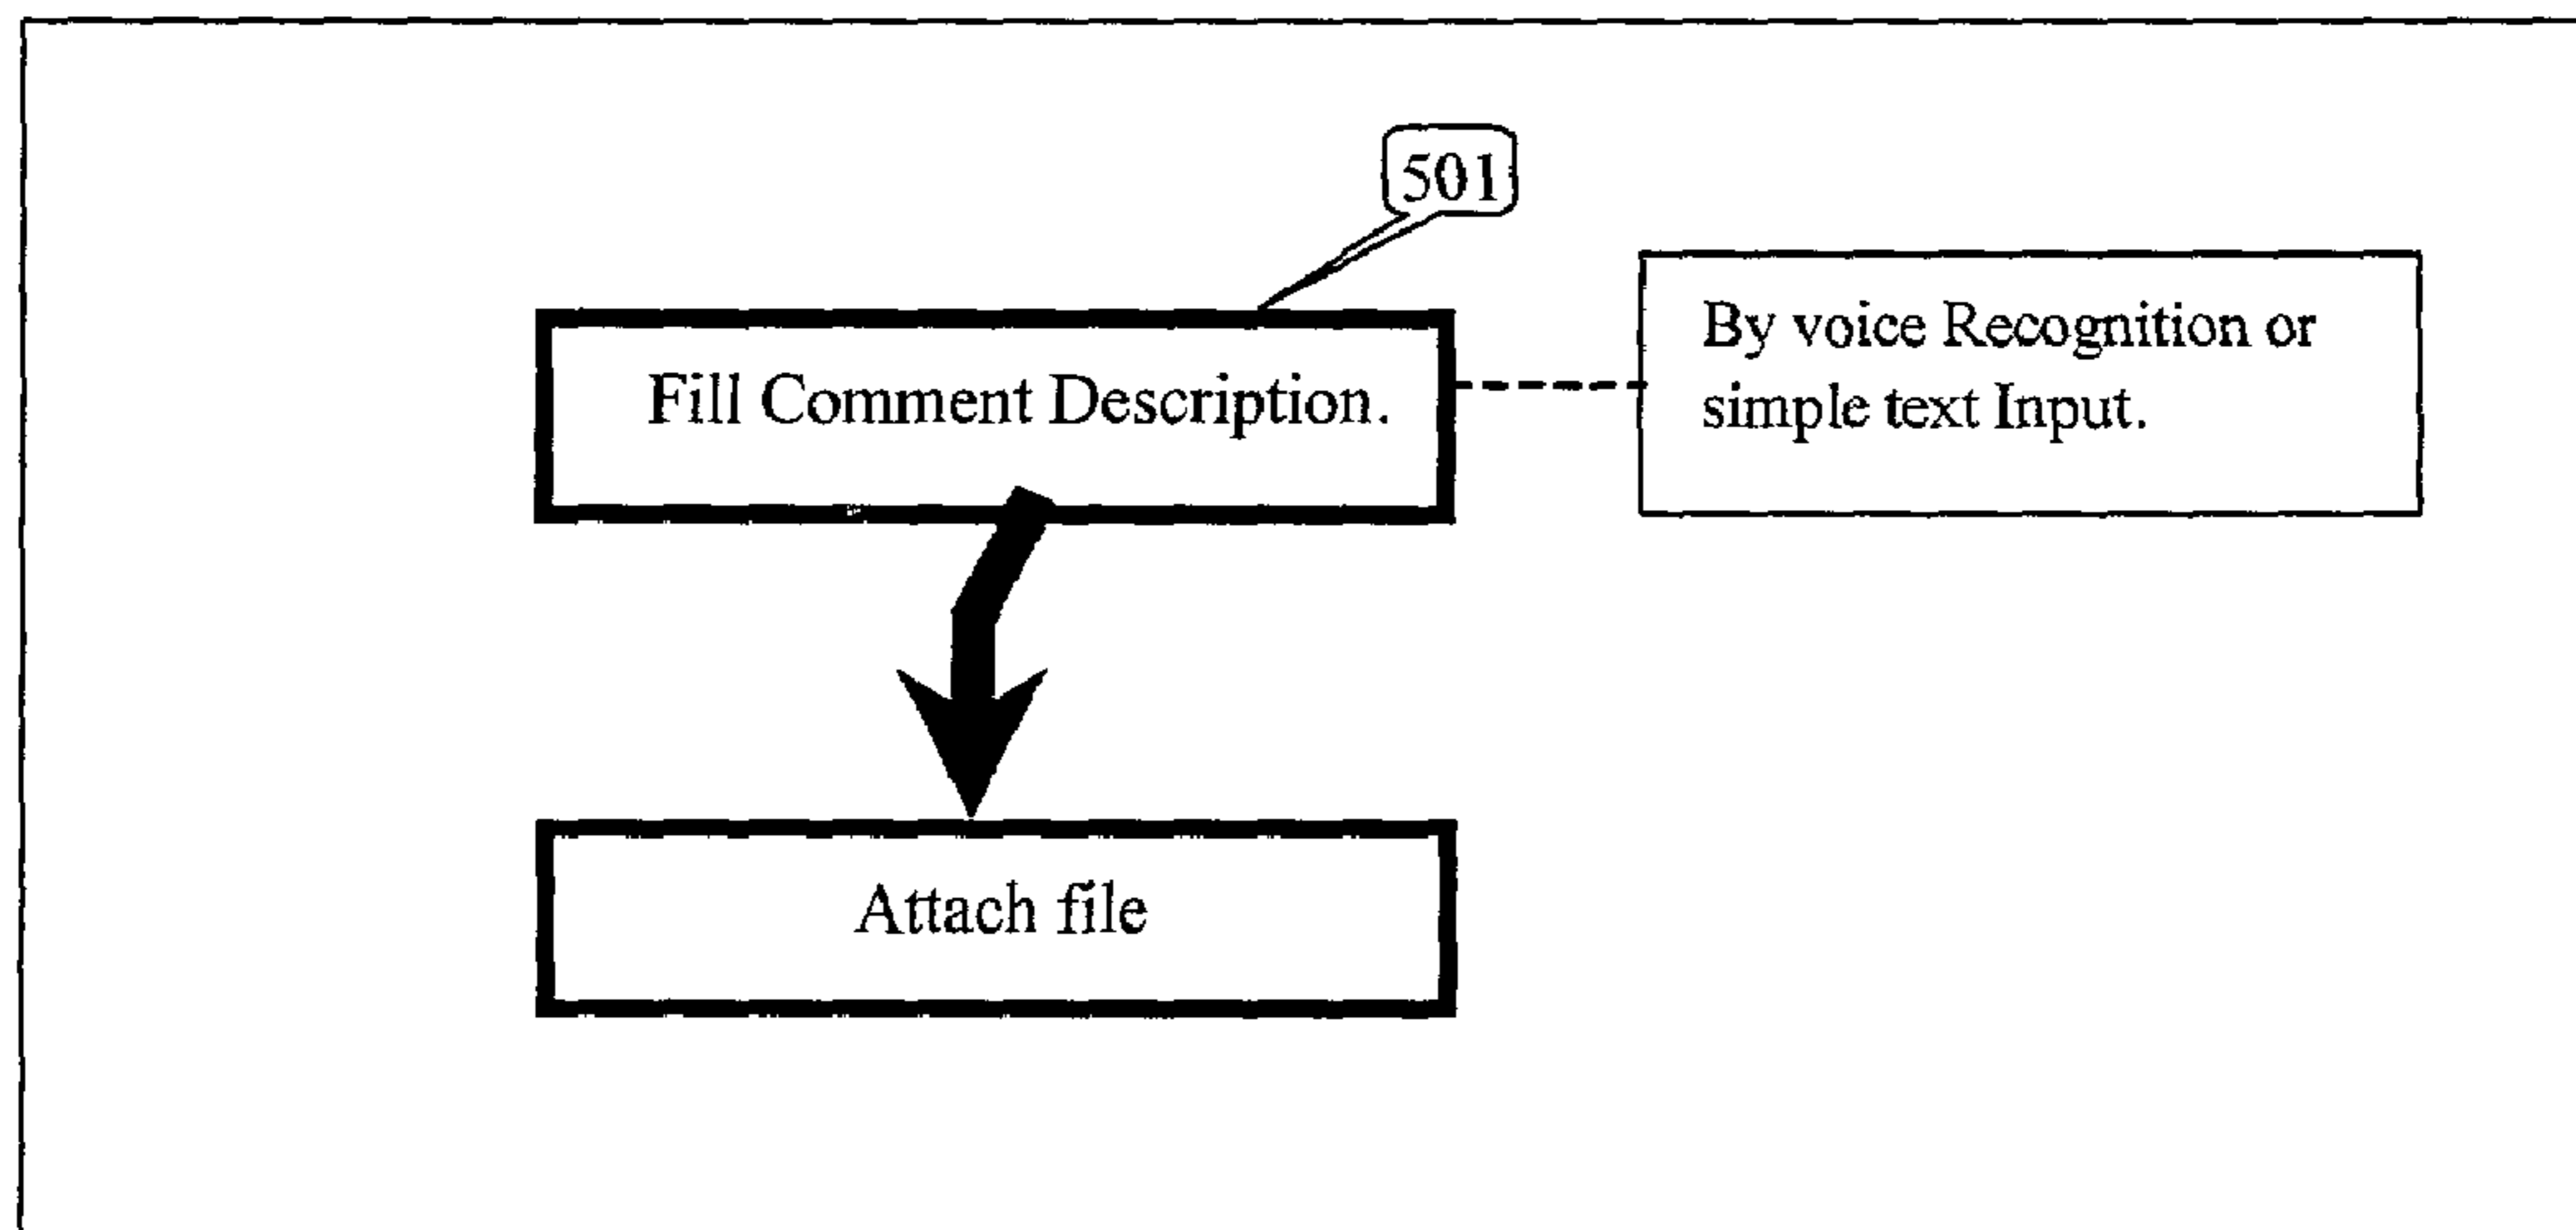 501
Fill Comment Description.
By voice Recognition or
simple text Input.
Attach file